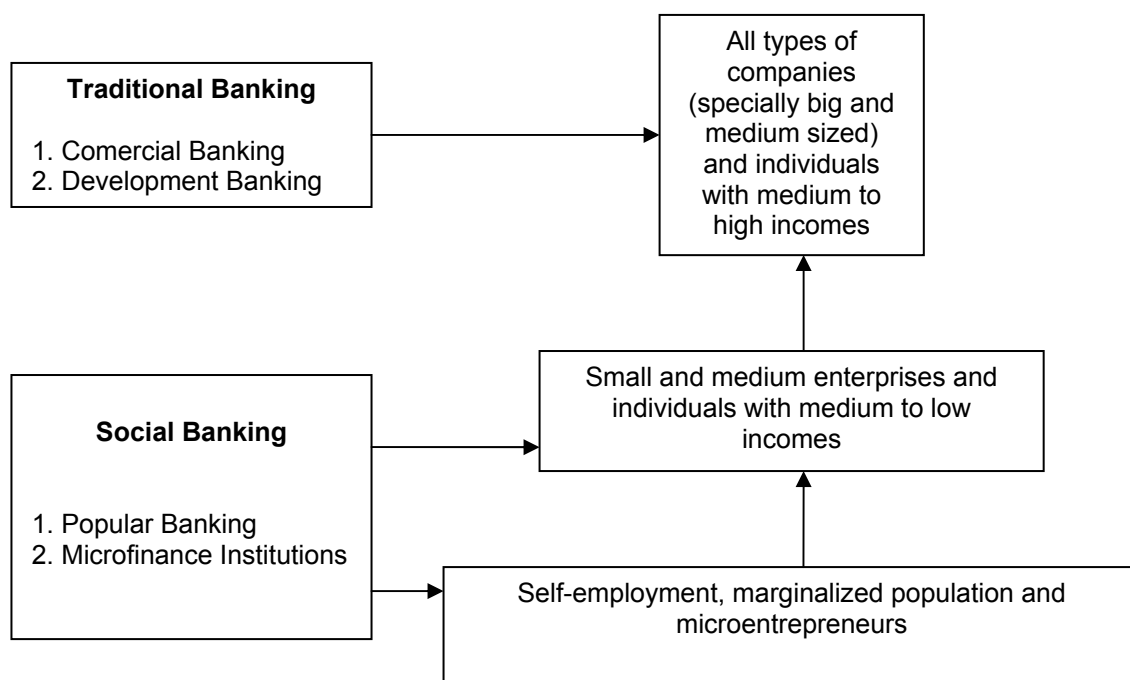 Traditional Banking
1. Comercial Banking
2. Development Banking
All types of
companies
(specially big and
medium sized)
and individuals
with medium to
high incomes
Social Banking
1. Popular Banking
2. Microfinance Institutions
Small and medium enterprises and
individuals with medium to low
incomes
Self-employment, marginalized population and
microentrepreneurs